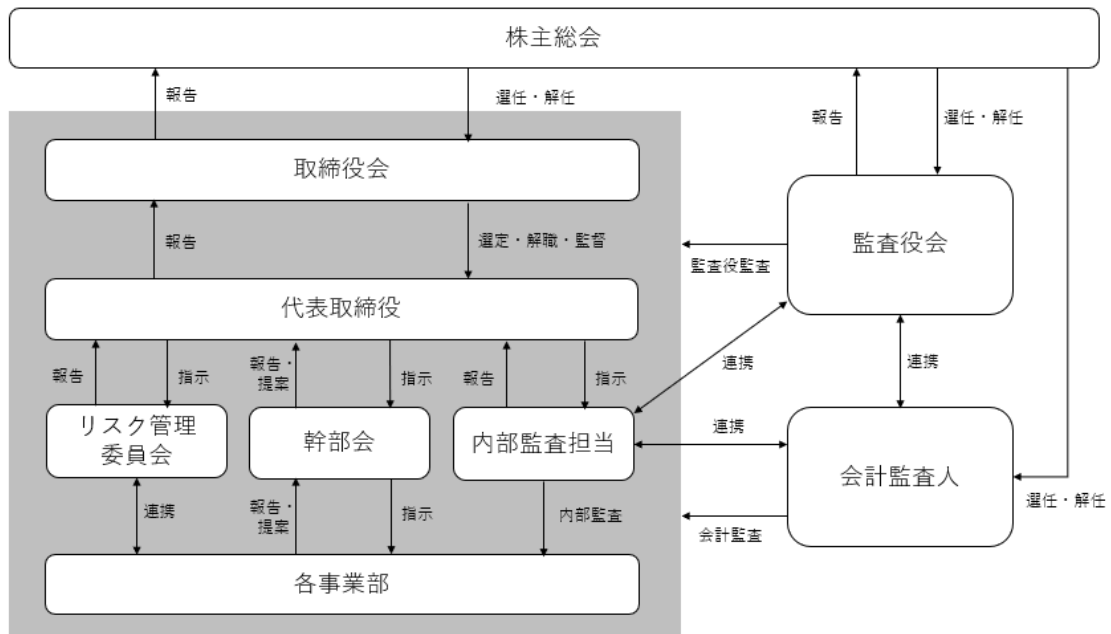 株主総会
報告
選任・解任
報告
選任・解任
取締役会
監査役会
報告
選定・解職・監督
監査役監査
代表取締役
報告
指示
報告・
提案
指示
報告
指示
連携
連携
リスク管理
委員会
幹部会
内部監査担当
連携
会計監査人
連携
報告・
提案
指示
内部監査
会計監査
選任・解任
各事業部